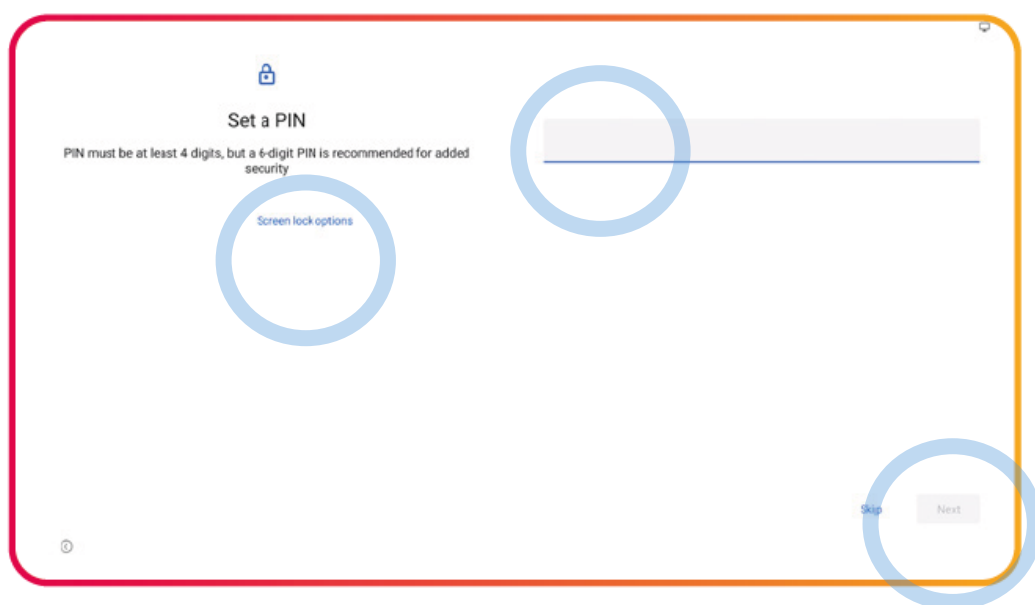 Set a PIN
PIN must be at least 4 digits, but a 6-digit PIN is recommended for added
security
Screen lock options
Skip
Next